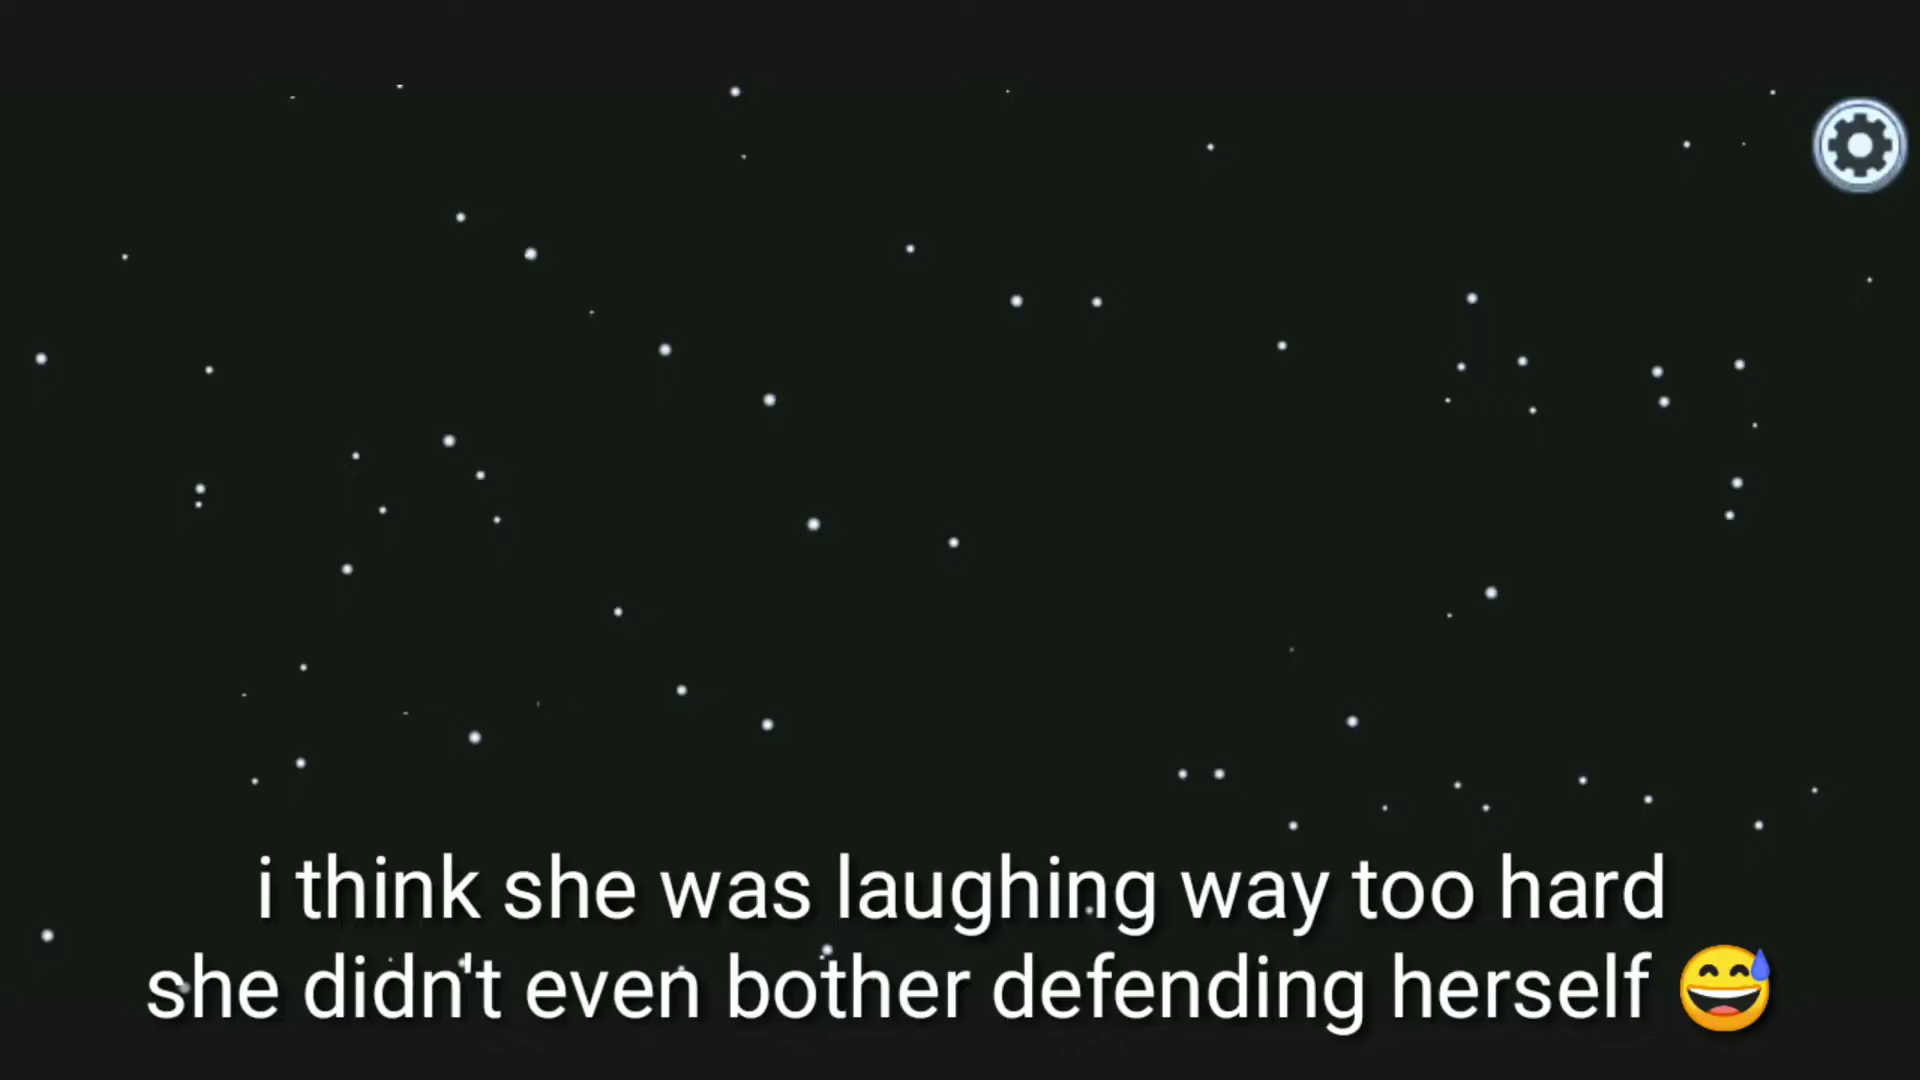 i think she was laughing way too hard
she didn't even bother defending herself 😅